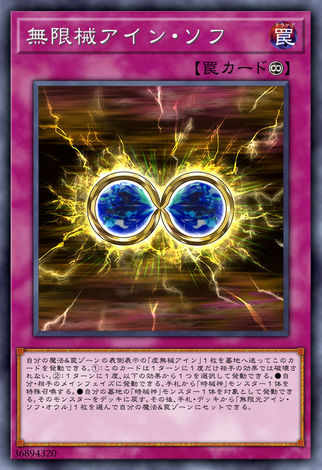 無限械アイン・ソフ
罠
トラップ
【罠カード♾】
自分の魔法&罠ゾーンの表側表示の「虚無械アイン」1枚を墓地へ送ってこのカ
ードを発動できる。①:このカードは1ターンに1度だけ相手の効果では破壊さ
れない。②:1ターンに1度、以下の効果から1つを選択して発動できる。●自
分・相手のメインフェイズに発動できる。手札から「時械神」モンスター1体を
特殊召喚する。●自分の墓地の「時械神」モンスター1体を対象として発動でき
る。そのモンスターをデッキに戻す。その後、手札・デッキから「無限光アイン・
ソフ・オウル」1枚を選んで自分の魔法&罠ゾーンにセットできる。
36894320